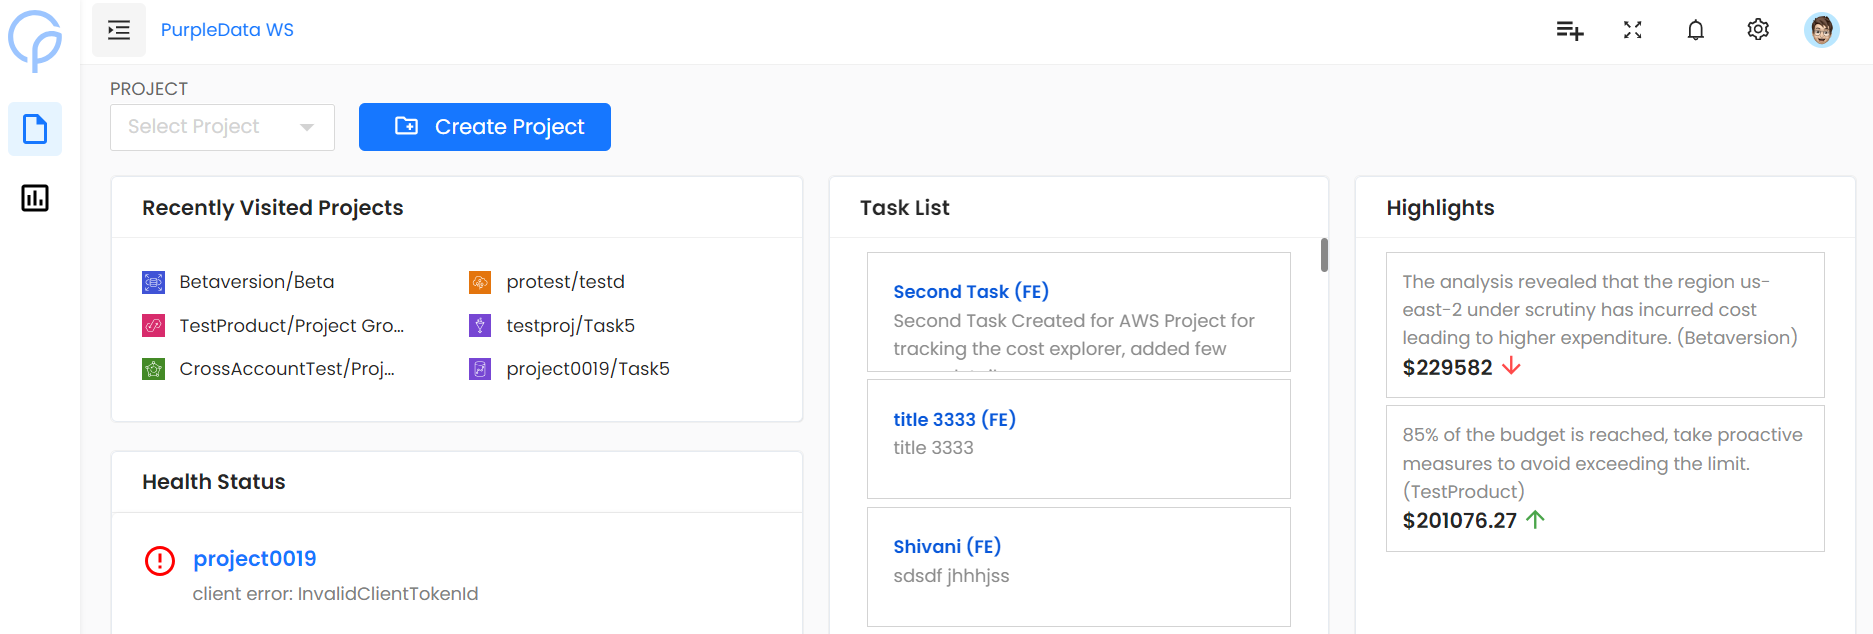 PurpleData WS
PROJECT
Select Project
Create Project
Recently Visited Projects
Betaversion/Beta
protest/testd
TestProduct/Project Gro...
testproj/Task5
CrossAccountTest/Proj...
project0019/Task5
Health Status
project0019
client error: InvalidClientTokenId
Task List
Second Task (FE)
Second Task Created for AWS Project for
tracking the cost explorer, added few
title 3333 (FE)
title 3333
Shivani (FE)
sdsdf jhhhjss
Highlights
The analysis revealed that the region us-
east-2 under scrutiny has incurred cost
leading to higher expenditure. (Betaversion)
$229582
85% of the budget is reached, take proactive
measures to avoid exceeding the limit.
(TestProduct)
$201076.27